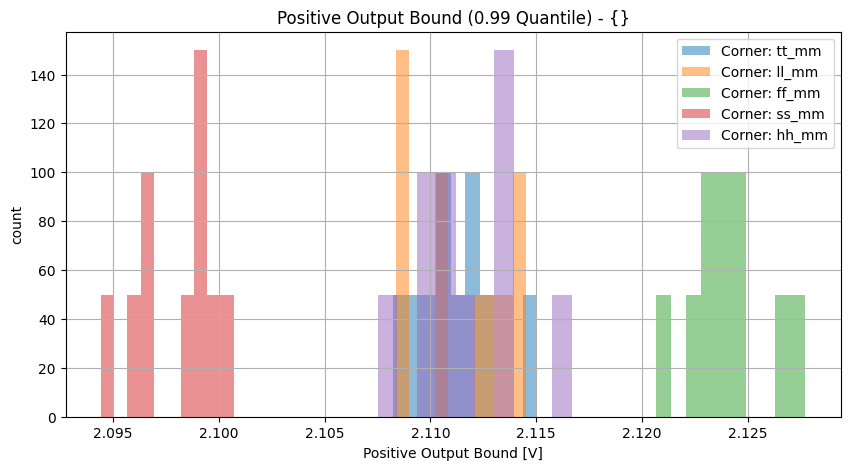 Positive Output Bound (0.99 Quantile) - {}
140
120
100
80
60
40
20
0
count
Corner: tt_mm
Corner: ll_mm
Corner: ff_mm
Corner: ss_mm
Corner: hh_mm
2.095 2.100 2.105 2.110 2.115 2.120 2.125
Positive Output Bound [V]